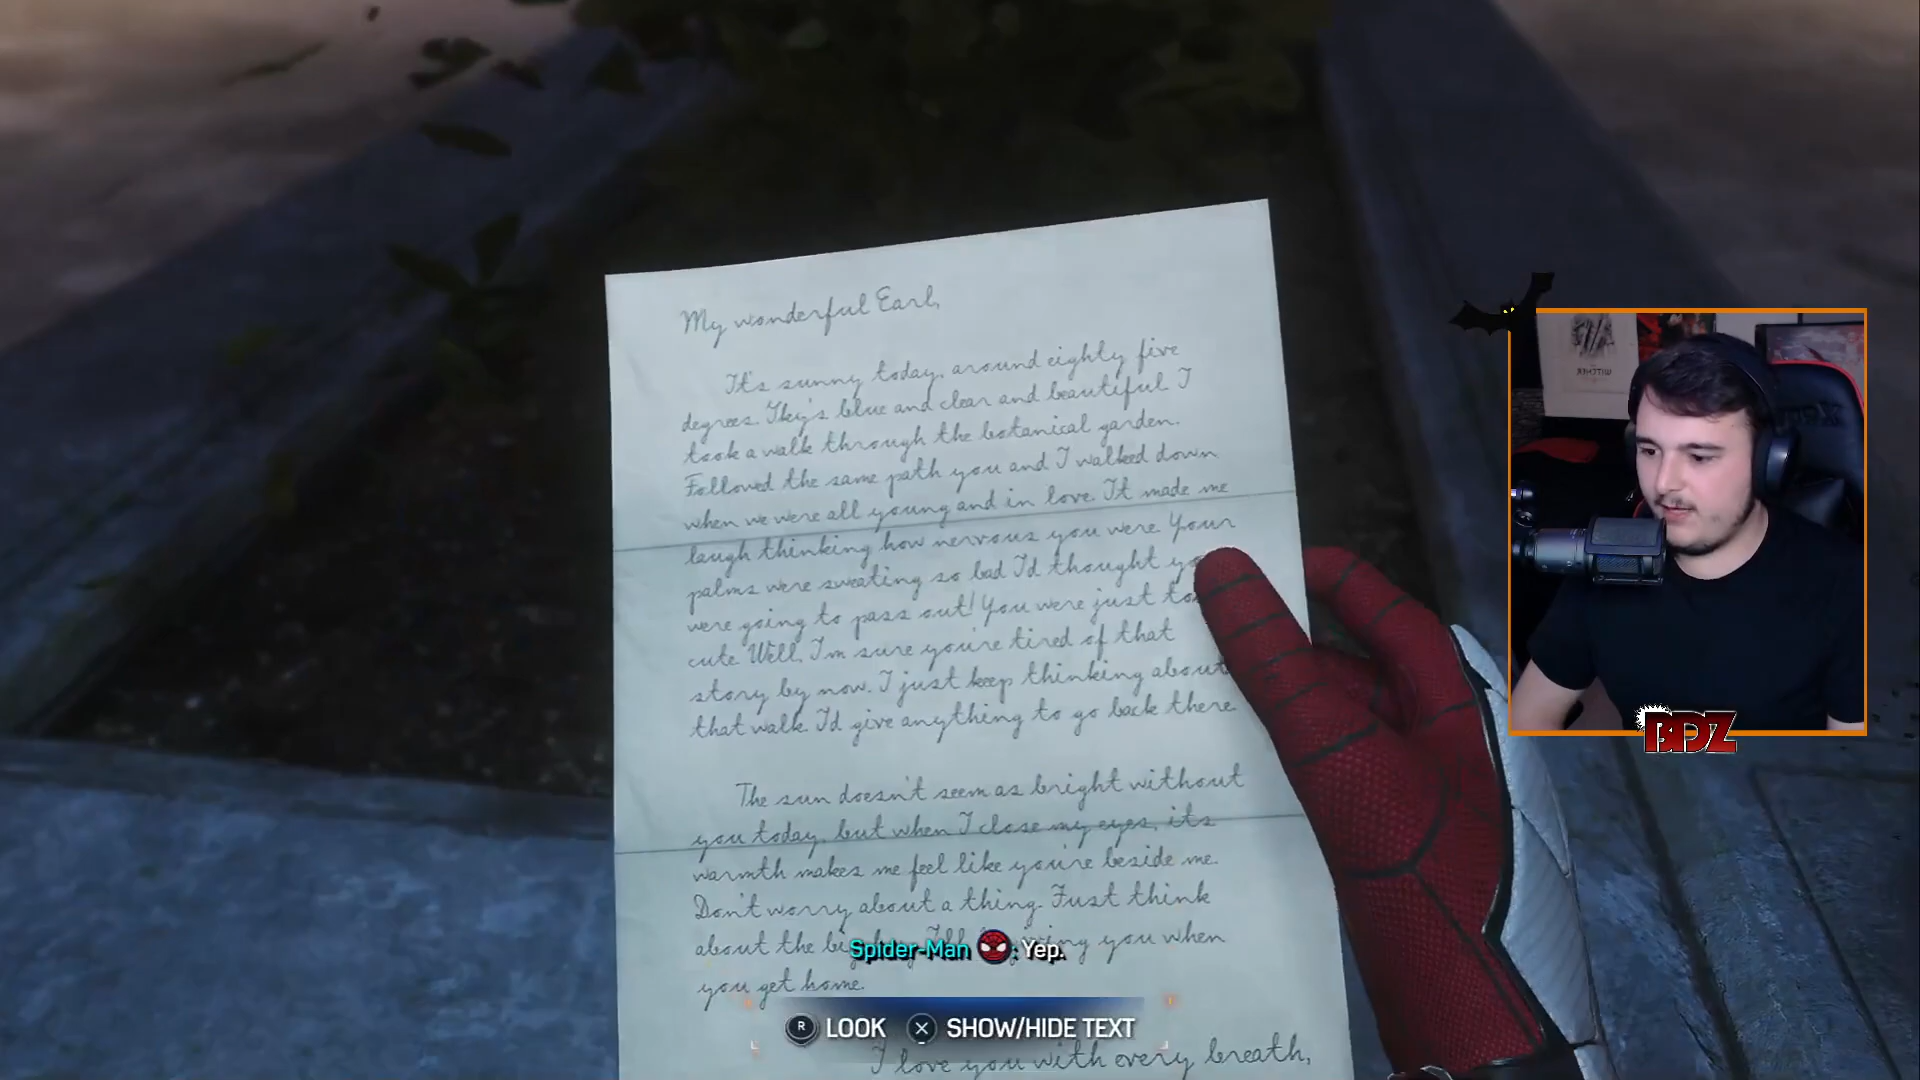 My wonderful Earl,
It's sunny today, around eighty five
degrees. Sky's blue and clear and beautiful. I
took a walk through the botanical garden.
Followed the same path you and I walked down
when we were all young and in love. It made me
laugh thinking how nervous you were. Your
palms were sweating so bad I'd thought
were going to pass out! You were just
cute. Well, I'm sure you're tired of that
story by now. I just keep thinking about
that walk. I'd give anything to go back there.
The sun doesn't seem as bright without
you today, but when I close my eyes, its
warmth makes me feel like you're beside me.
Don't worry about a thing. Just think
about the you when
Spider-Man : Yep.
you get home.
R LOOK SHOW/HIDE TEXT
I love you with every breath,
BDZ
WITCHER